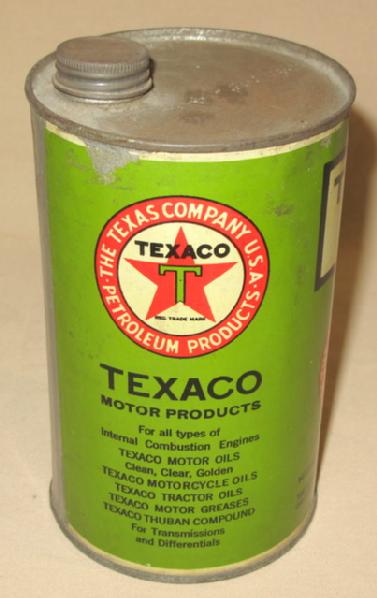 THE TEXAS COMPANY U.S.A.
TEXACO
T
REG. TRADE MARK
PETROLEUM PRODUCTS
TEXACO
MOTOR PRODUCTS
For all types of
Internal Combustion Engines
TEXACO MOTOR OILS
Clean, Clear, Golden
TEXACO MOTORCYCLE OILS
TEXACO TRACTOR OILS
TEXACO MOTOR GREASES
TEXACO THUBAN COMPOUND
For Transmissions
and Differentials
T